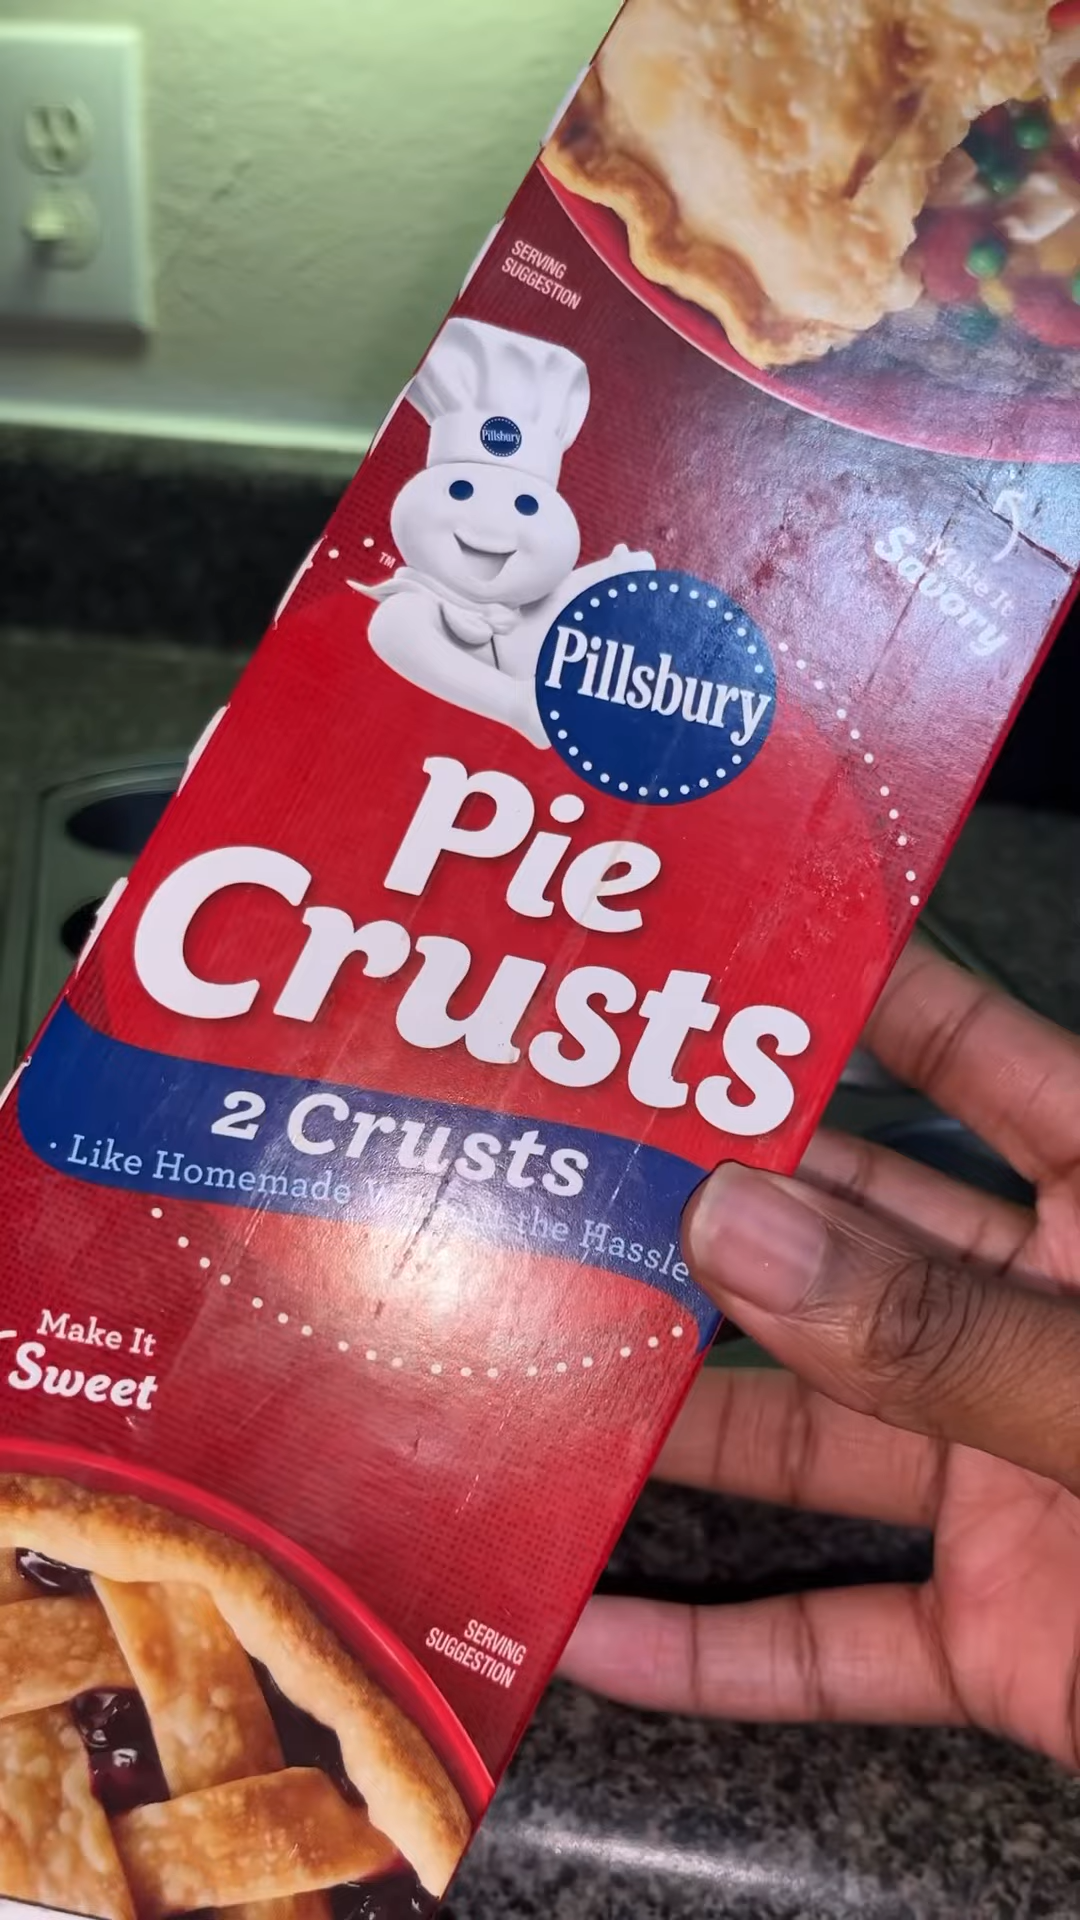 SERVING
SUGGESTION
Pillsbury
TM
Make It
Savory
Pillsbury
Pie
Crusts
2 Crusts
• Like Homemade the Hassle
Make It
Sweet
SERVING
SUGGESTION